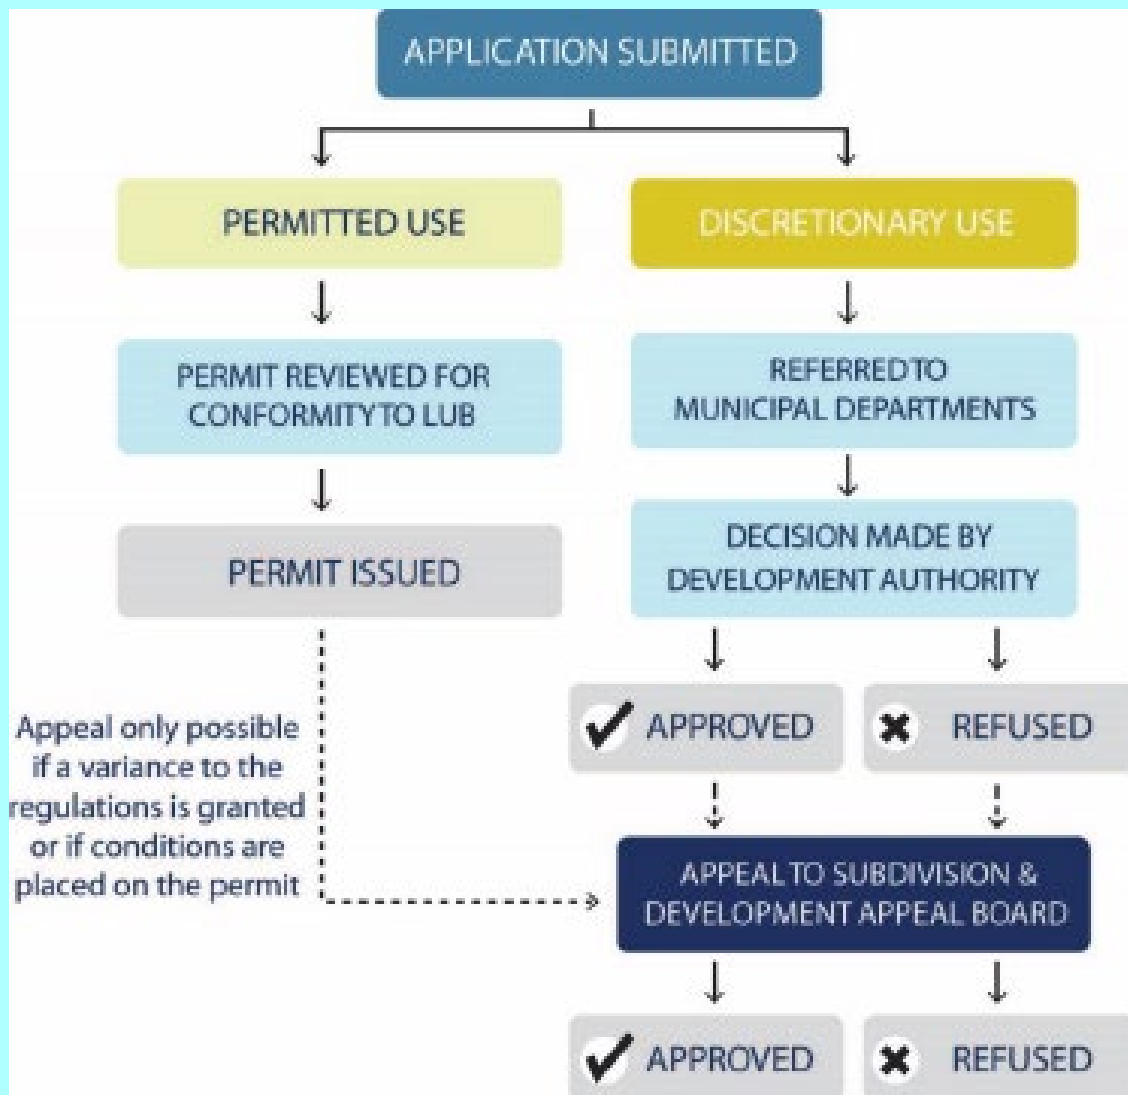 APPLICATION SUBMITTED
PERMITTED USE
DISCRETIONARY USE
PERMIT REVIEWED FOR
CONFORMITY TO LUB
REFERRED TO
MUNICIPAL DEPARTMENTS
PERMIT ISSUED
DECISION MADE BY
DEVELOPMENT AUTHORITY
APPROVED
REFUSED
Appeal only possible
if a variance to the
regulations is granted
or if conditions are
placed on the permit
APPEAL TO SUBDIVISION &
DEVELOPMENT APPEAL BOARD
APPROVED
REFUSED